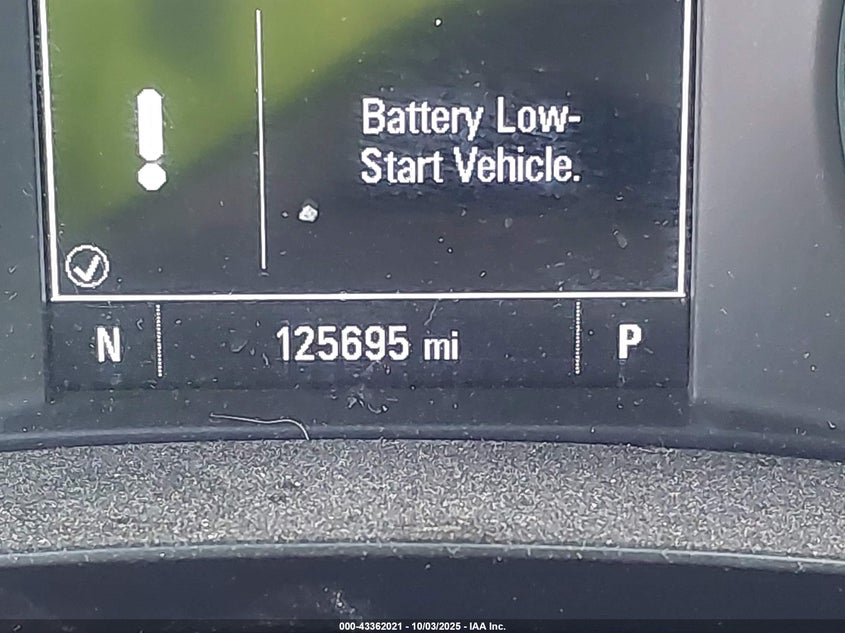 Battery Low-
Start Vehicle.
N 125695 mi P
000-43362021 - 10/03/2025 - IAA Inc.